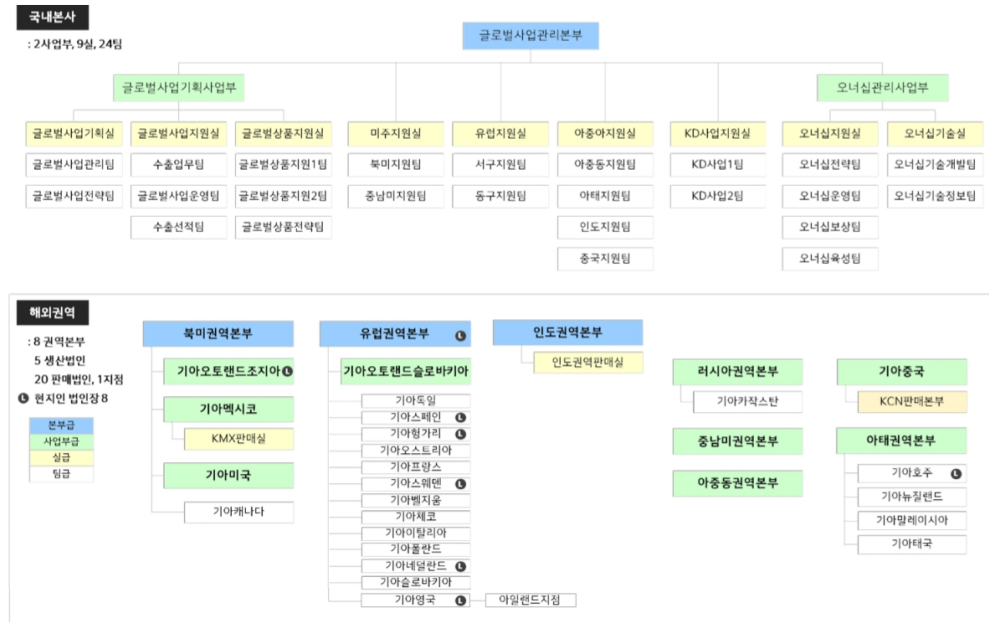 국내본사
: 2사업부, 9실, 24팀
글로벌사업관리본부
글로벌사업기획사업부
오너십관리사업부
글로벌사업기획실
글로벌사업지원실
글로벌상품지원실
미주지원실
유럽지원실
아중아지원실
KD사업지원실
오너십지원실
오너십기술실
글로벌사업관리팀
수출업무팀
글로벌상품지원1팀
북미지원팀
서구지원팀
아중동지원팀
KD사업1팀
오너십전략팀
오너십기술개발팀
글로벌사업전략팀
글로벌사업운영팀
글로벌상품지원2팀
중남미지원팀
동구지원팀
아태지원팀
KD사업2팀
오너십운영팀
오너십기술정보팀
수출선적팀
글로벌상품전략팀
인도지원팀
오너십보상팀
중국지원팀
오너십육성팀
해외권역
: 8 권역본부
5 생산법인
20 판매법인, 1지점
L 현지인 법인장 8
본부급
사업부급
실급
팀급
북미권역본부
기아오토랜드조지아 L
기아멕시코
KMX판매실
기아미국
기아캐나다
유럽권역본부 L
기아오토랜드슬로바키아
기아독일
기아스페인 L
기아헝가리 L
기아오스트리아
기아프랑스
기아스웨덴 L
기아벨지움
기아체코
기아이탈리아
기아폴란드
기아네덜란드 L
기아슬로바키아
기아영국 L
아일랜드지점
인도권역본부
인도권역판매실
러시아권역본부
기아카작스탄
중남미권역본부
아중동권역본부
기아중국
KCN판매본부
아태권역본부
기아호주 L
기아뉴질랜드
기아말레이시아
기아태국